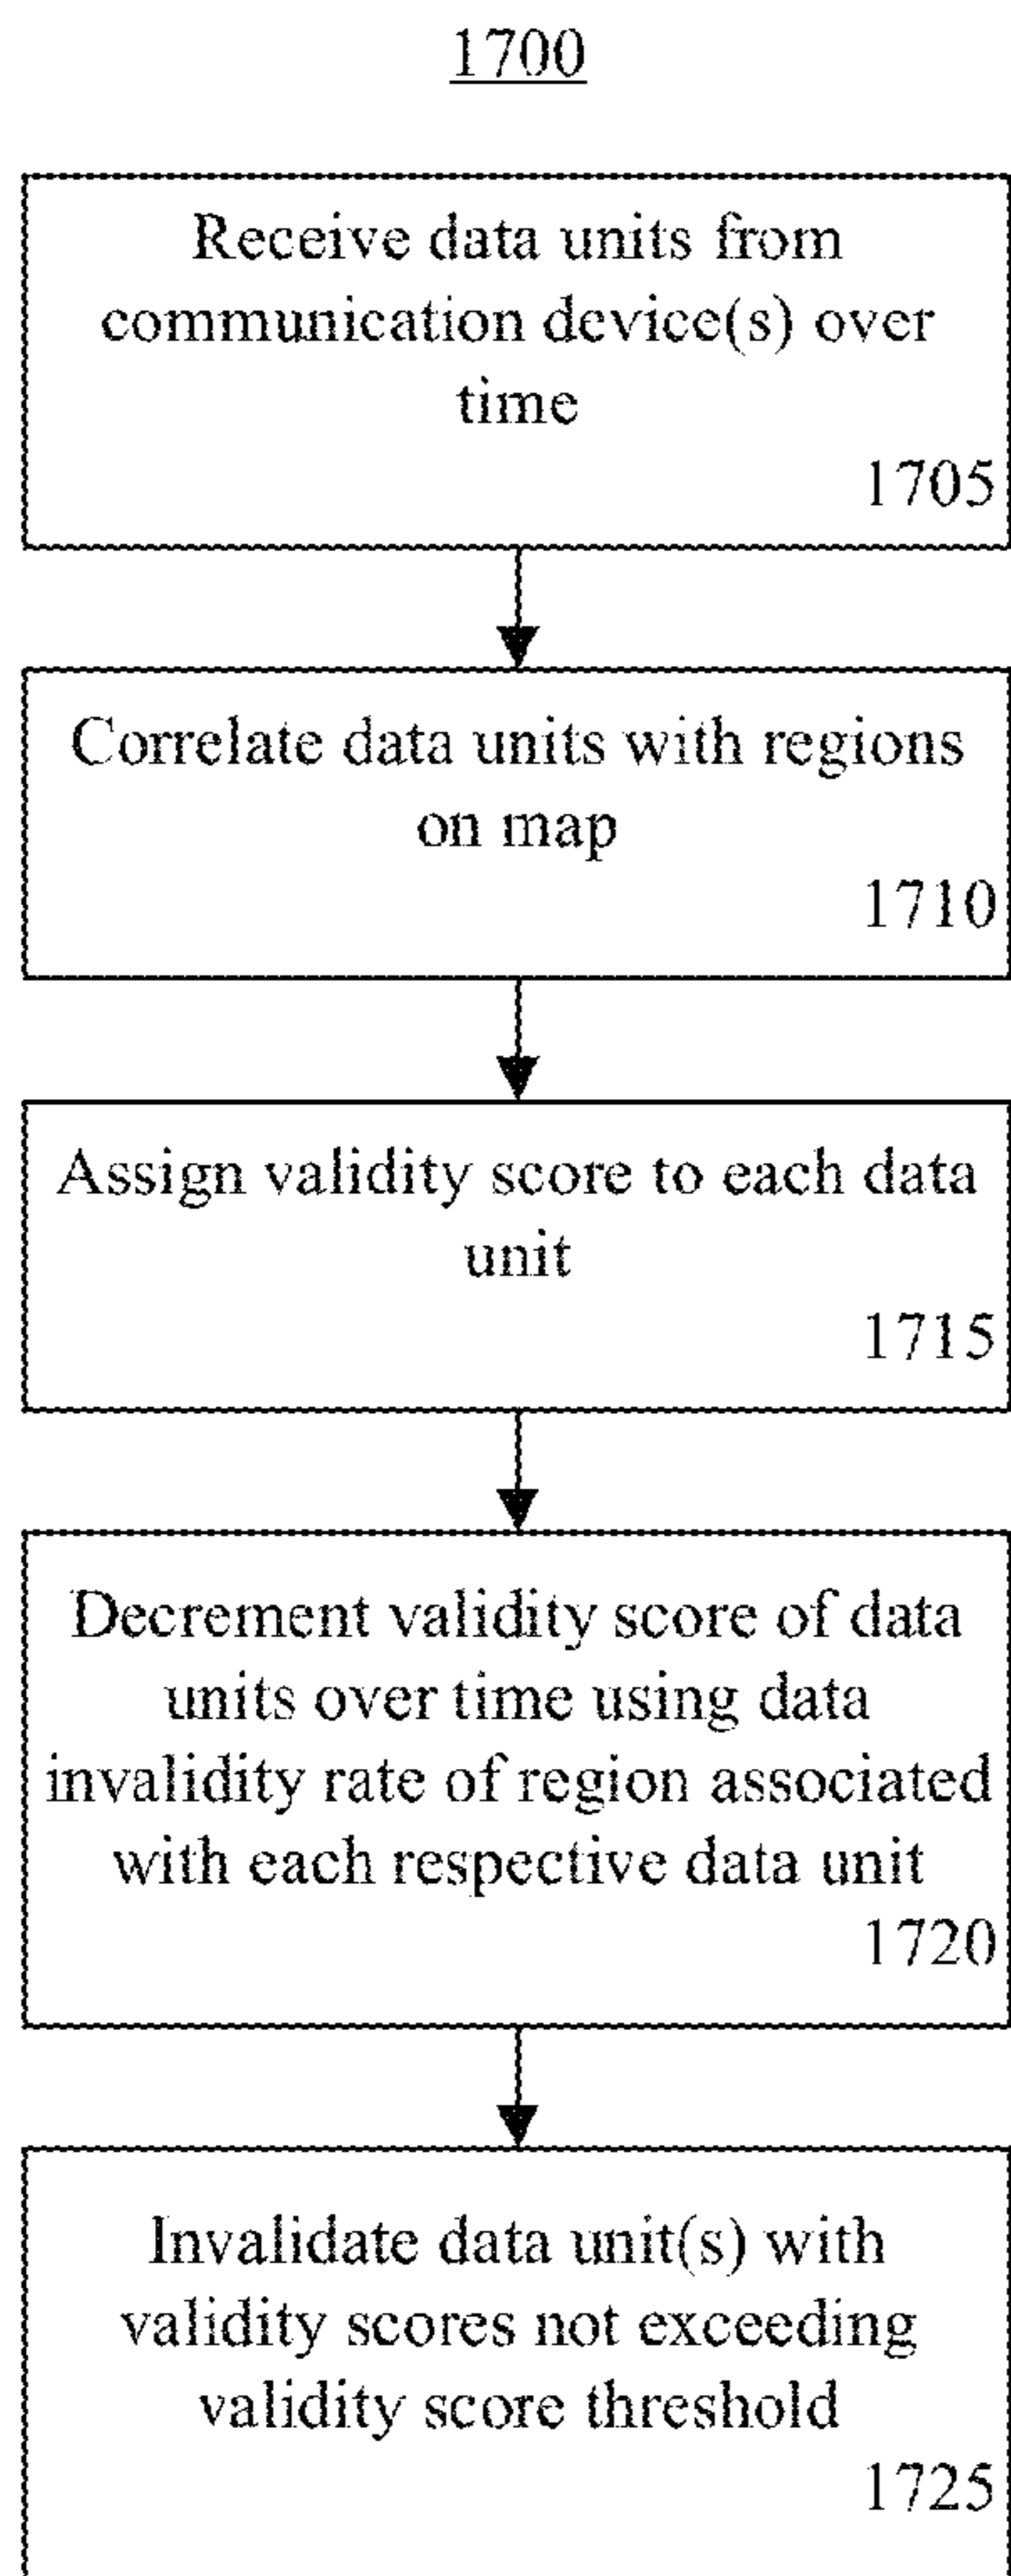 1700
Receive data units from
communication device(s) over
time
1705
Correlate data units with regions
on map
1710
Assign validity score to each data
unit
1715
Decrement validity score of data
units over time using data
invalidity rate of region associated
with each respective data unit
1720
Invalidate data unit(s) with
validity scores not exceeding
validity score threshold
1725